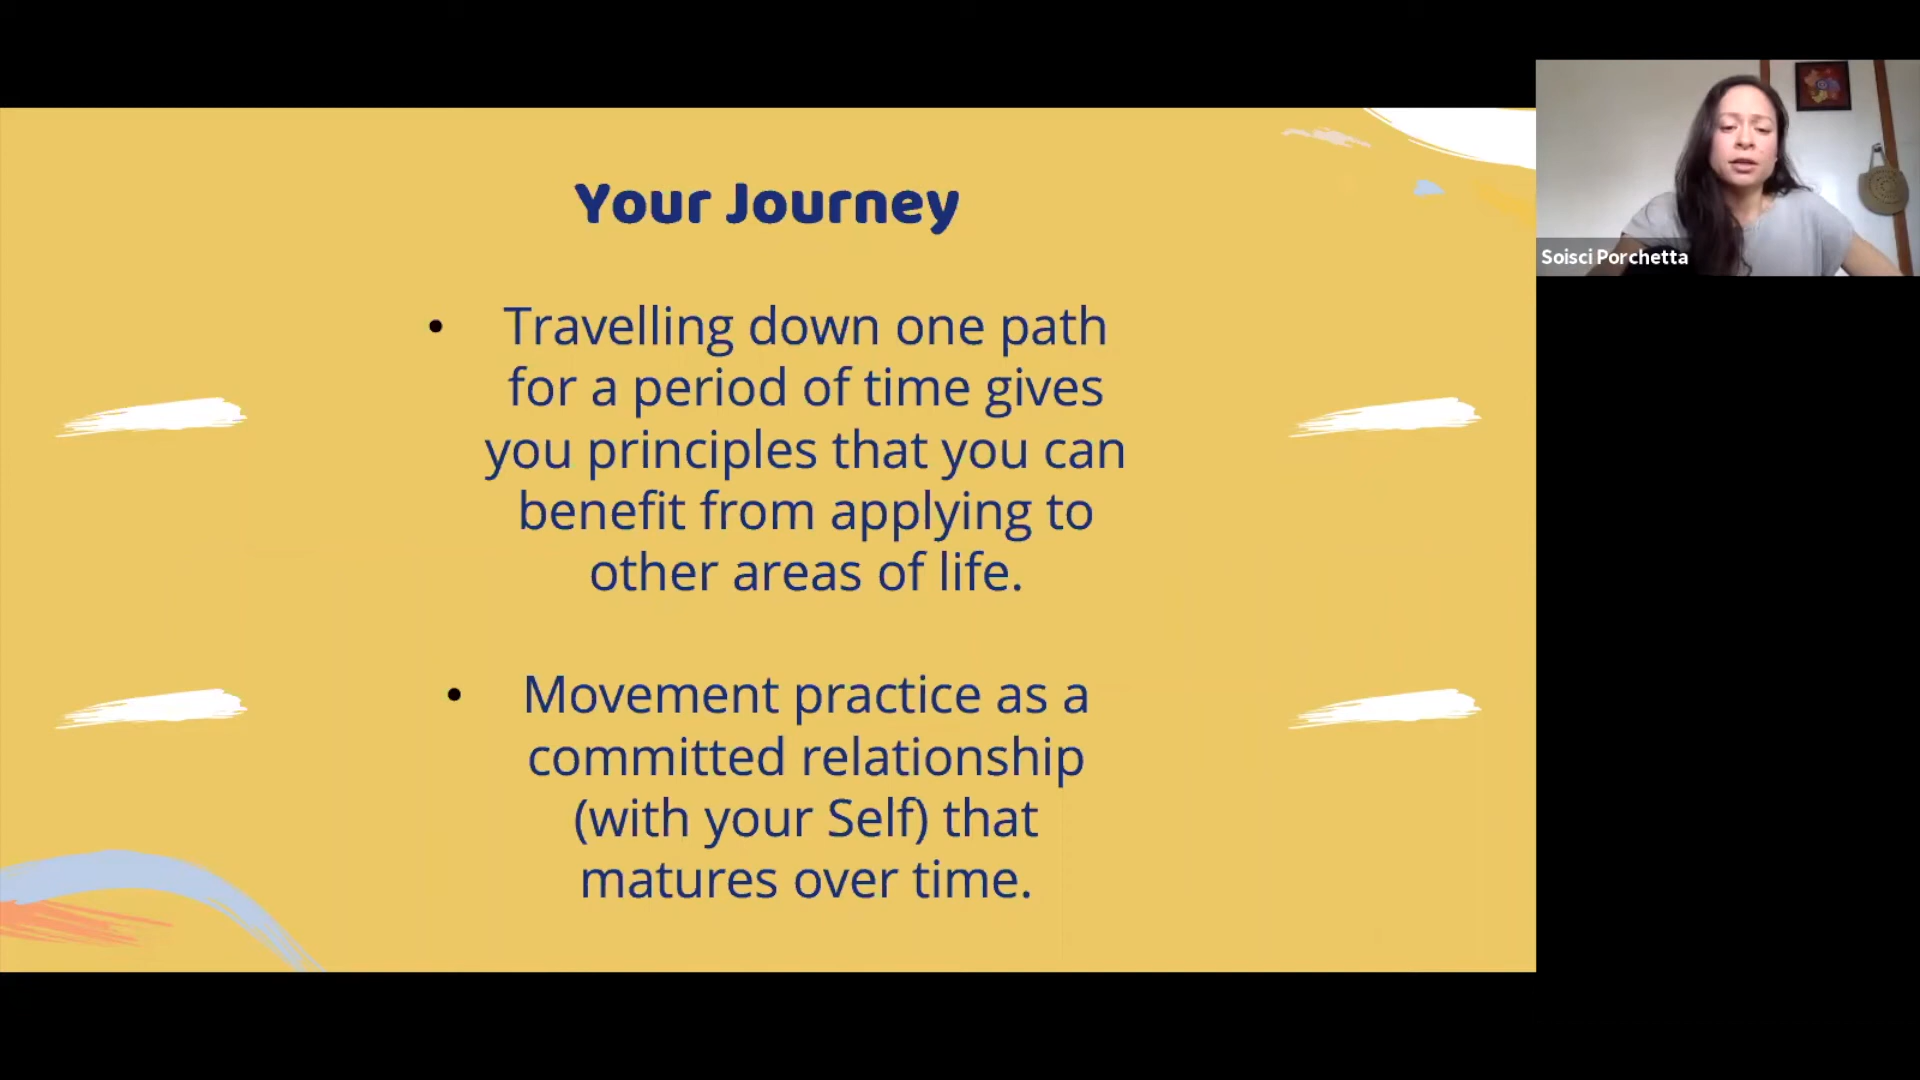 Your Journey
• Travelling down one path
for a period of time gives
you principles that you can
benefit from applying to
other areas of life.
• Movement practice as a
committed relationship
(with your Self) that
matures over time.
Soisci Porchetta